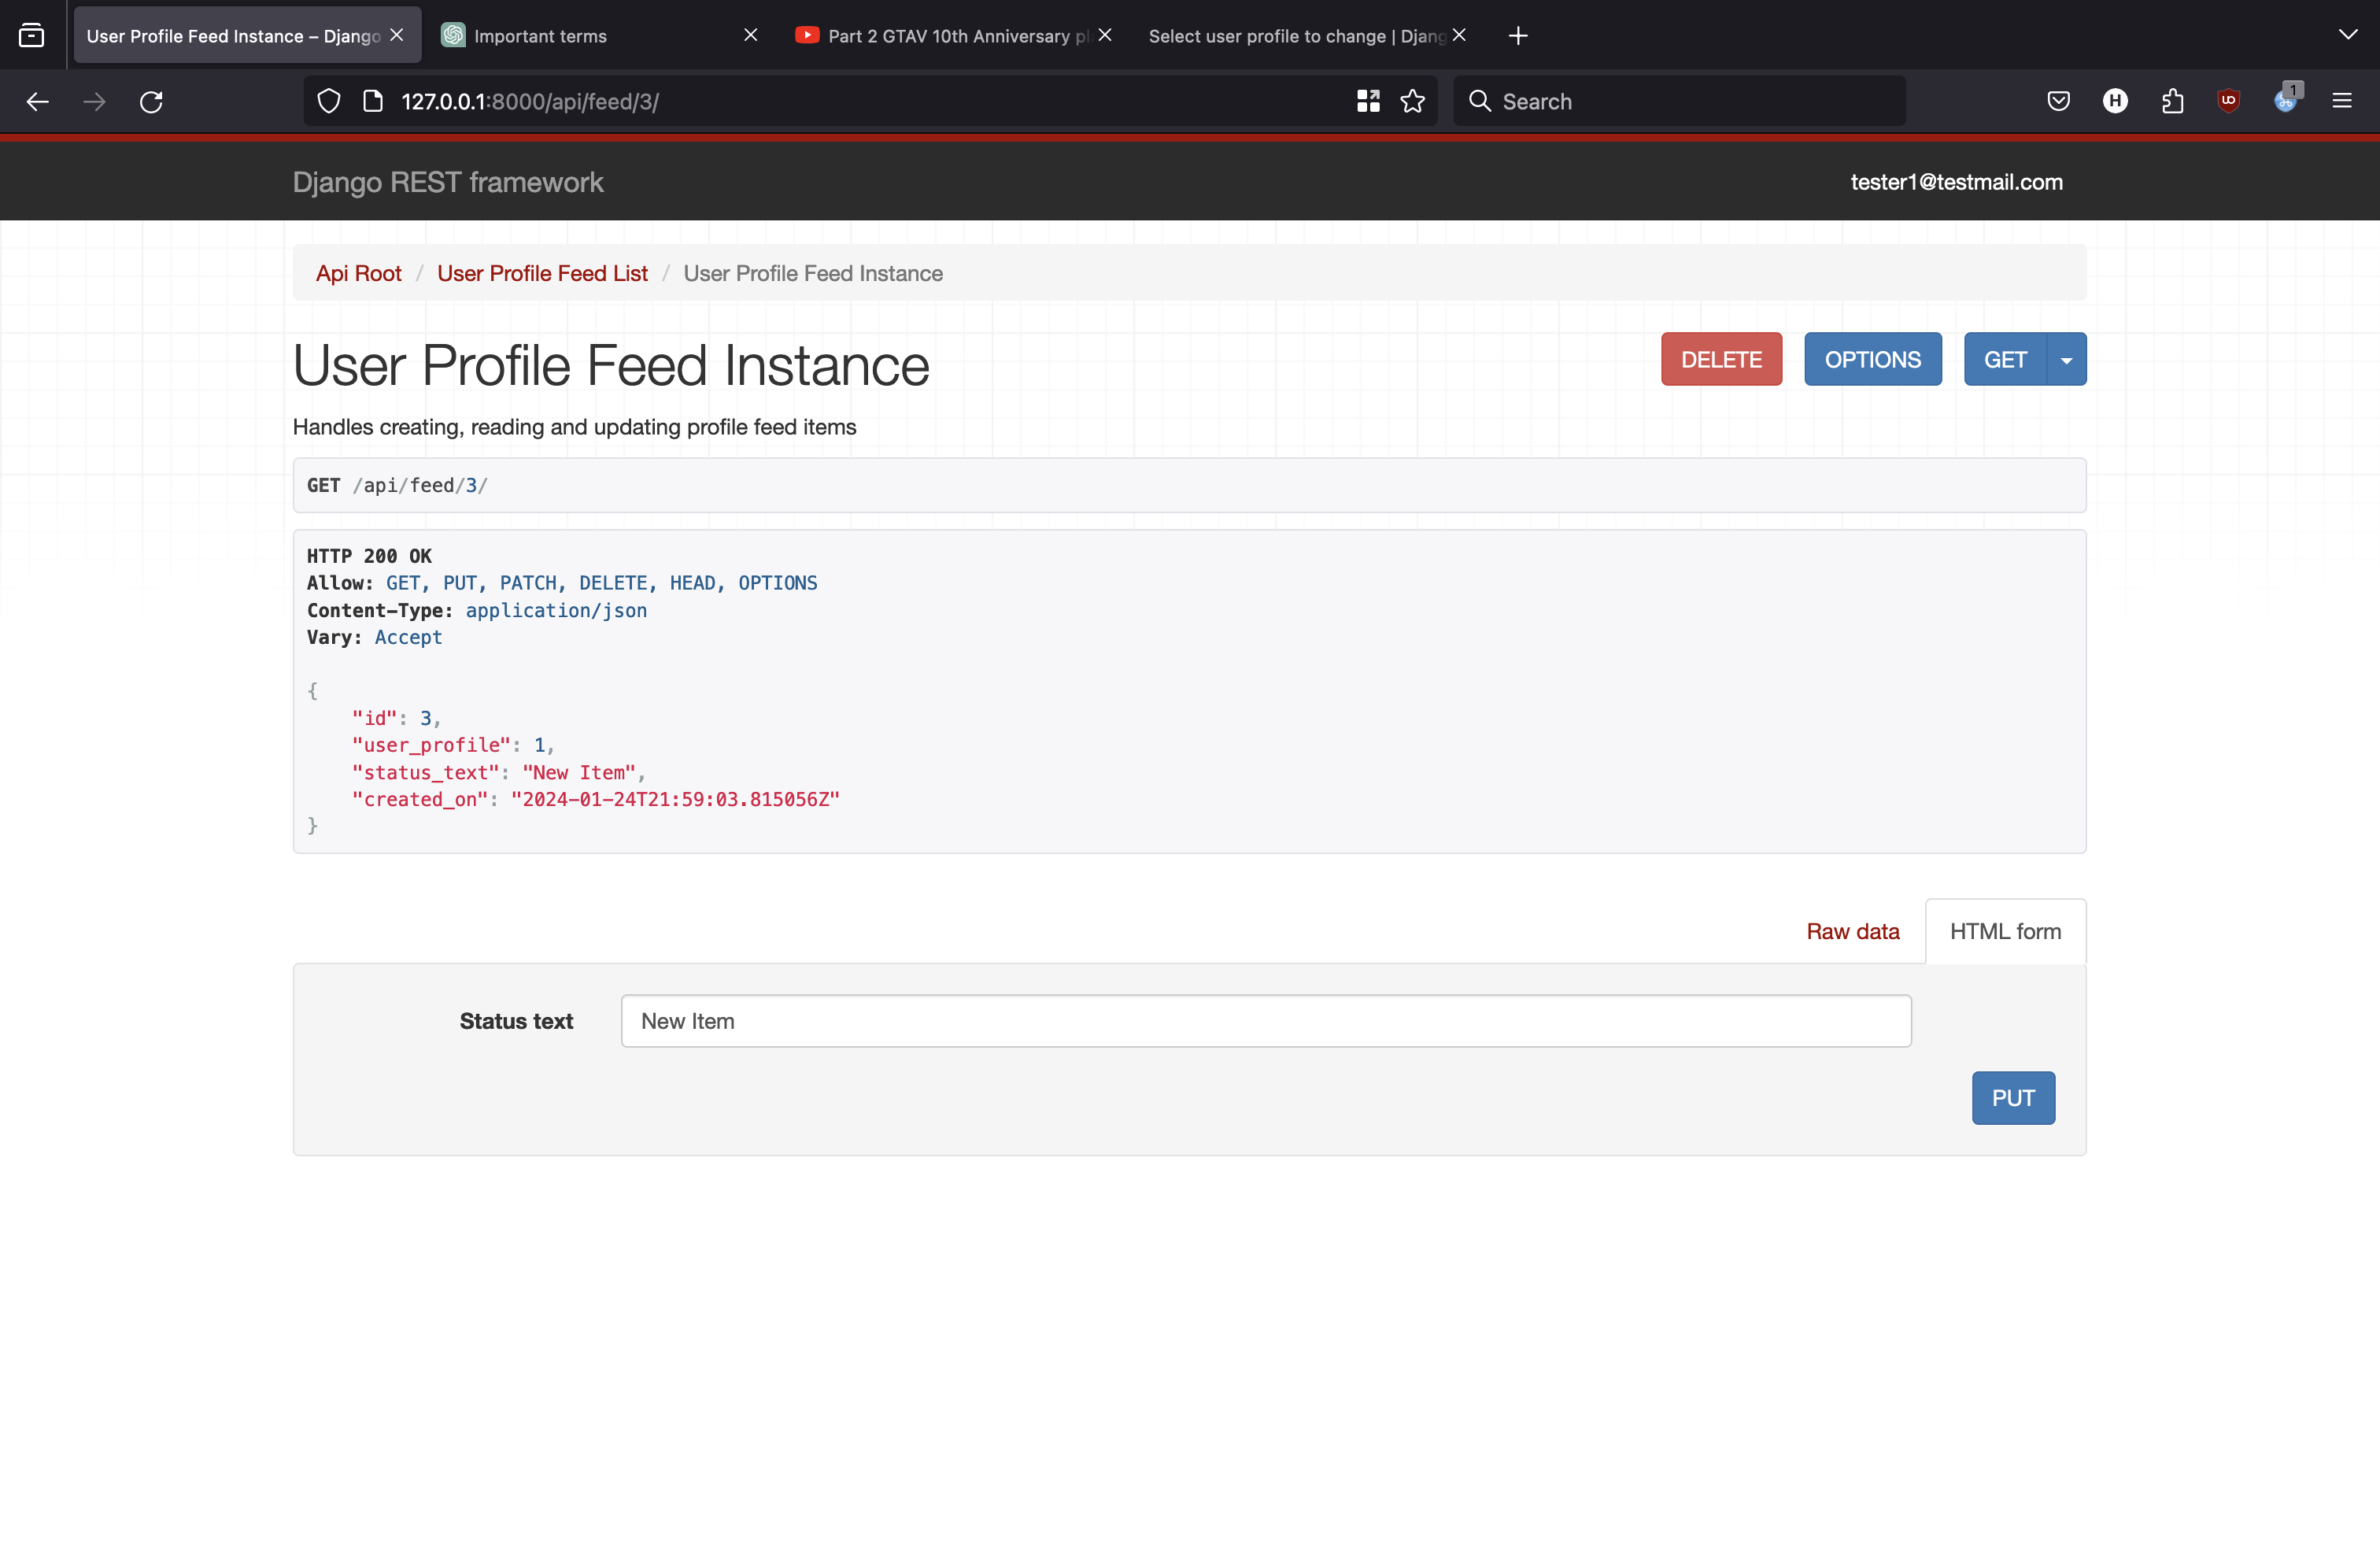 User Profile Feed Instance – Django
Important terms
Part 2 GTAV 10th Anniversary pl
Select user profile to change | Djang
127.0.0.1:8000/api/feed/3/
Search
1
Django REST framework
tester1@testmail.com
Api Root / User Profile Feed List / User Profile Feed Instance
User Profile Feed Instance
DELETE
OPTIONS
GET
Handles creating, reading and updating profile feed items
GET /api/feed/3/
HTTP 200 OK
Allow: GET, PUT, PATCH, DELETE, HEAD, OPTIONS
Content-Type: application/json
Vary: Accept
{
    "id": 3,
    "user_profile": 1,
    "status_text": "New Item",
    "created_on": "2024-01-24T21:59:03.815056Z"
}
Raw data
HTML form
Status text
New Item
PUT